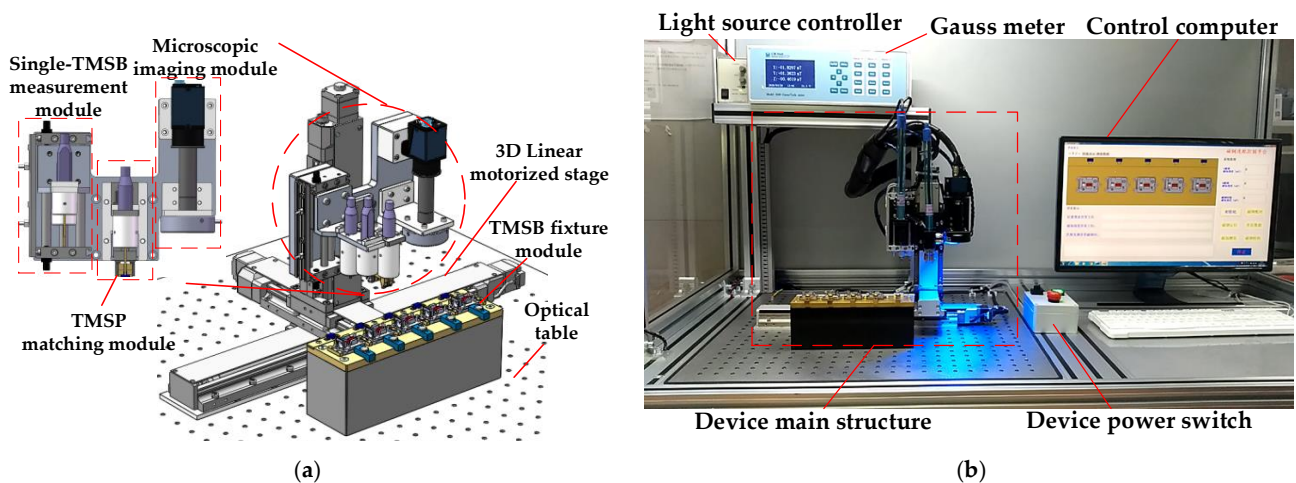 Microscopic
imaging module
Single-TMSB
measurement
module
TMSP
matching module
3D Linear
motorized stage
TMSB fixture
module
Optical
table
(a)
Light source controller
Gauss meter
Control computer
Device main structure
Device power switch
(b)